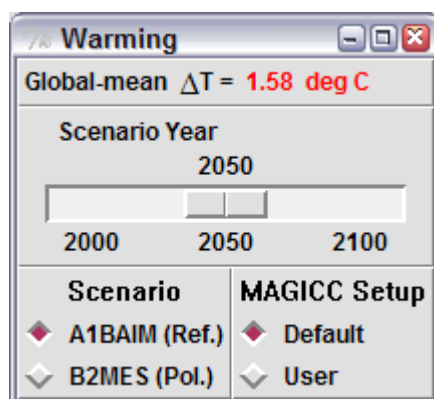 Warming
Global-mean ΔT = 1.58 deg C
Scenario Year
2050
2000 2050 2100
Scenario
A1BAIM (Ref.)
B2MES (Pol.)
MAGICC Setup
Default
User